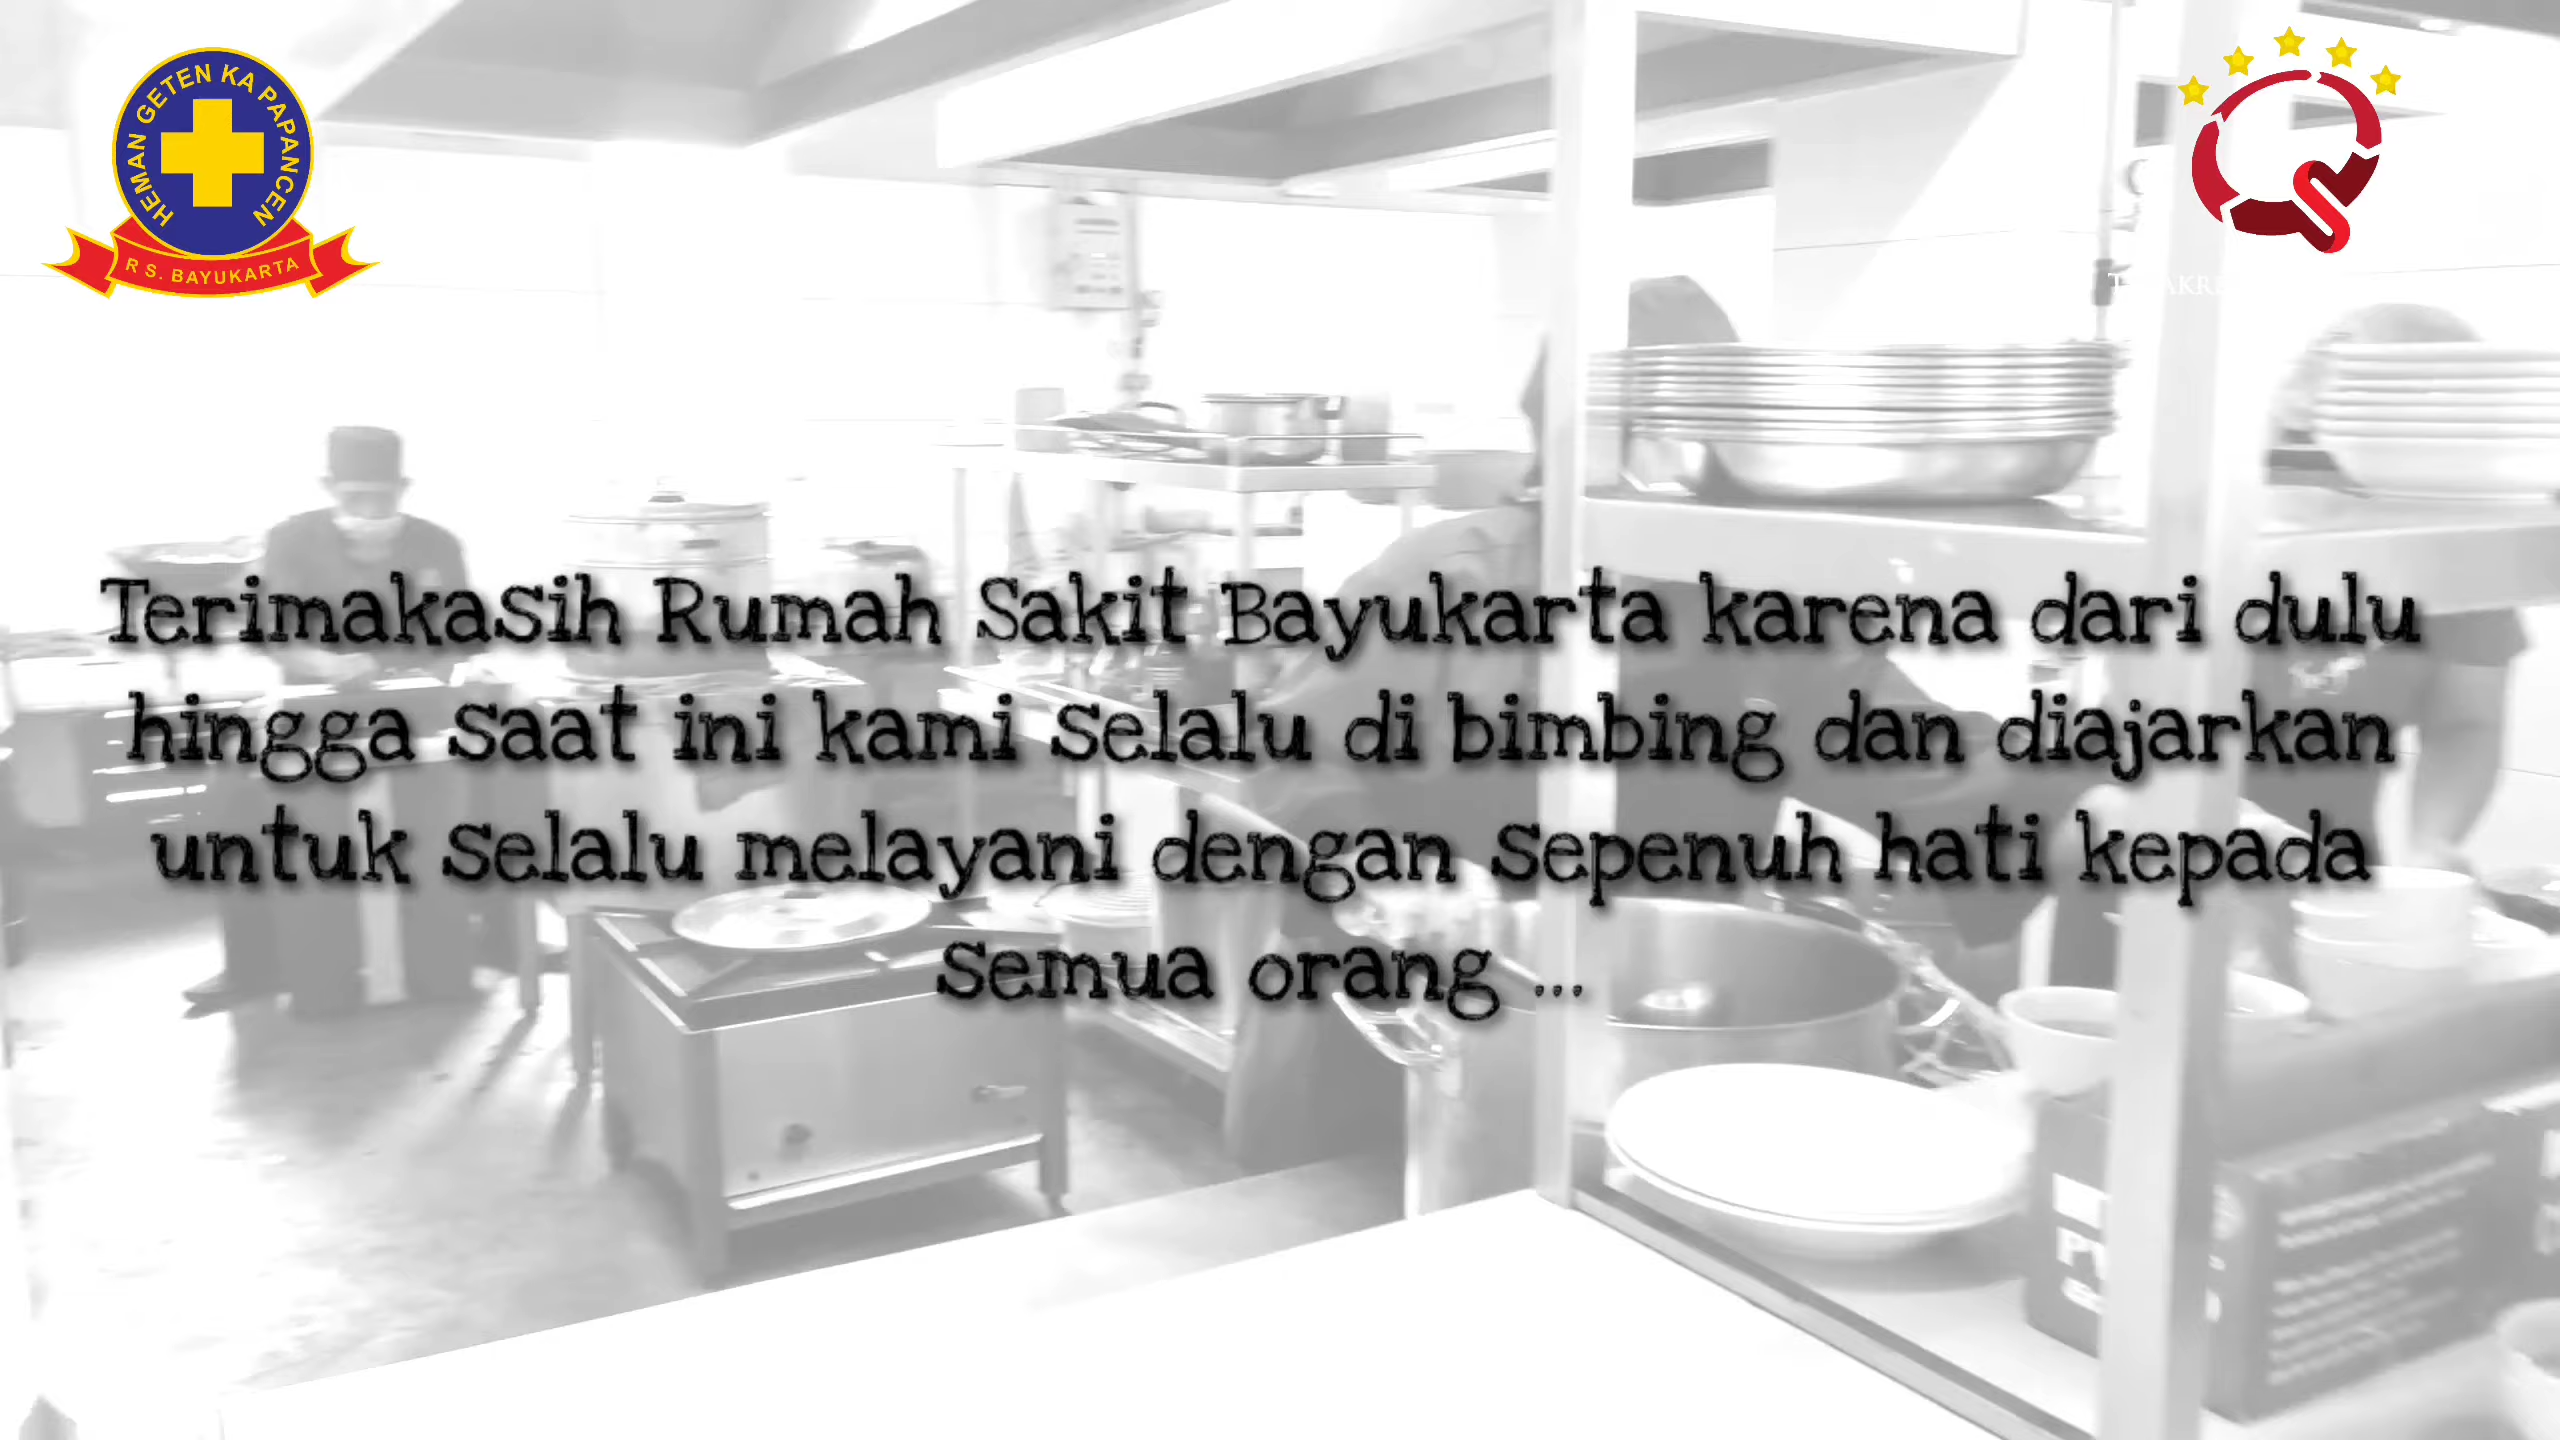 HEMAN GETEN KA PAPANCEN
R S. BAYUKARTA
Terimakasih Rumah Sakit Bayukarta karena dari dulu
hingga saat ini kami selalu di bimbing dan diajarkan
untuk selalu melayani dengan sepenuh hati kepada
semua orang ...